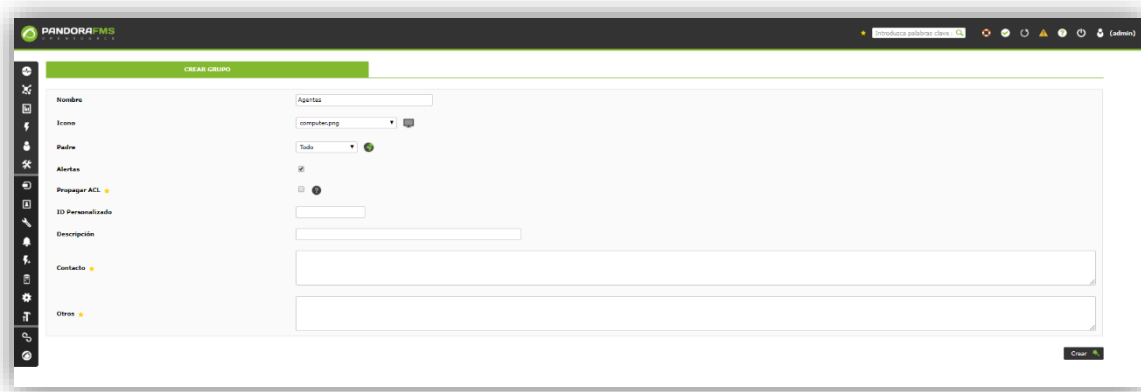 PANDORAFMS
OPENSOURCE
Introduzca palabras clave
(admin)
CREAR GRUPO
Nombre
Agentes
Icono
computer.png
Padre
Todo
Alertas
Propagar ACL
ID Personalizado
Descripción
Contacto
Otros
Crear